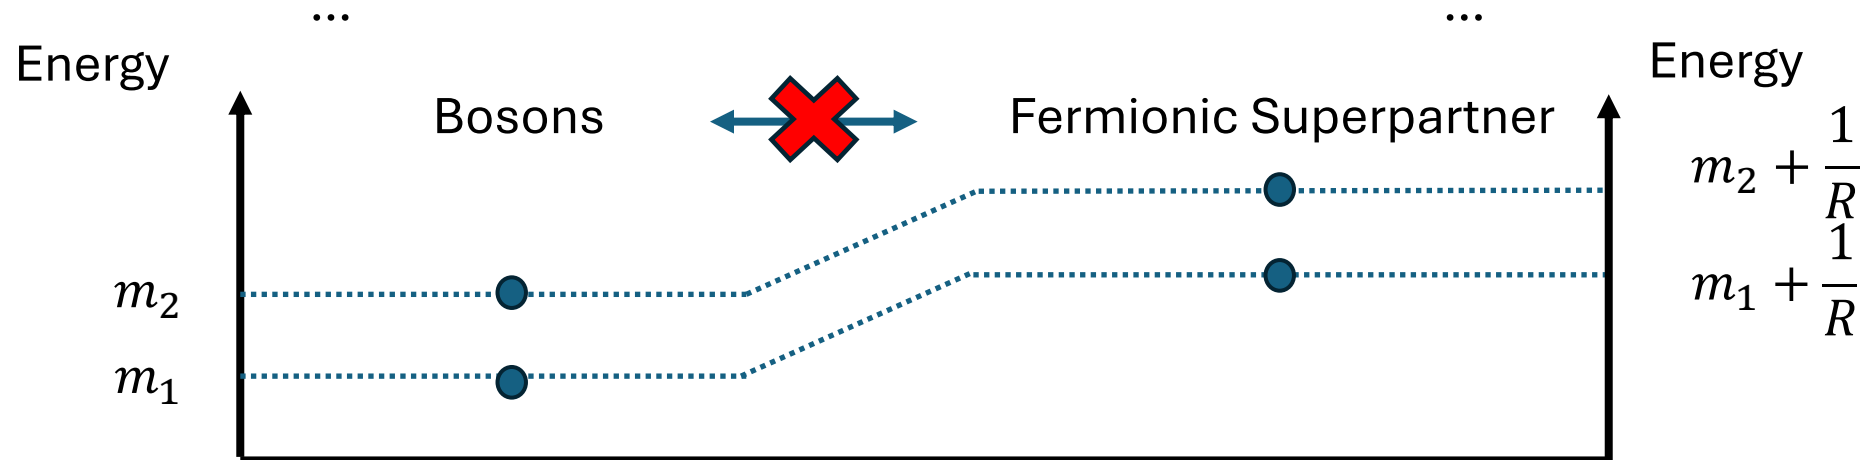 ... ...
Energy Energy
Bosons Fermionic Superpartner
m₂ + 1/R
m₂ m₁ + 1/R
m₁